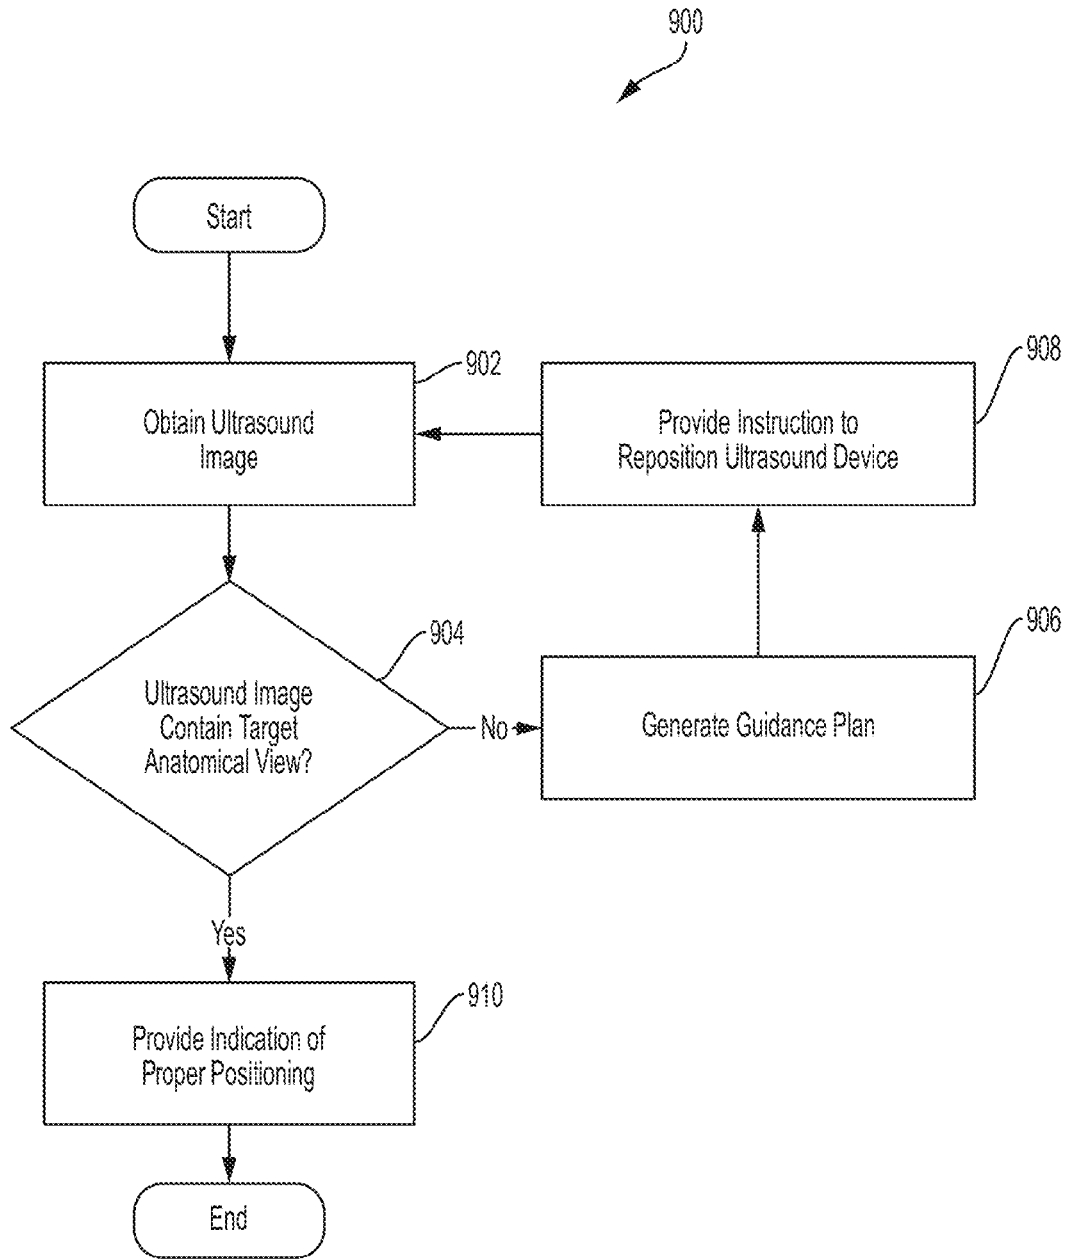 900
Start
902
Obtain Ultrasound
Image
908
Provide Instruction to
Reposition Ultrasound Device
904
Ultrasound Image
Contain Target
Anatomical View?
No
906
Generate Guidance Plan
Yes
910
Provide Indication of
Proper Positioning
End